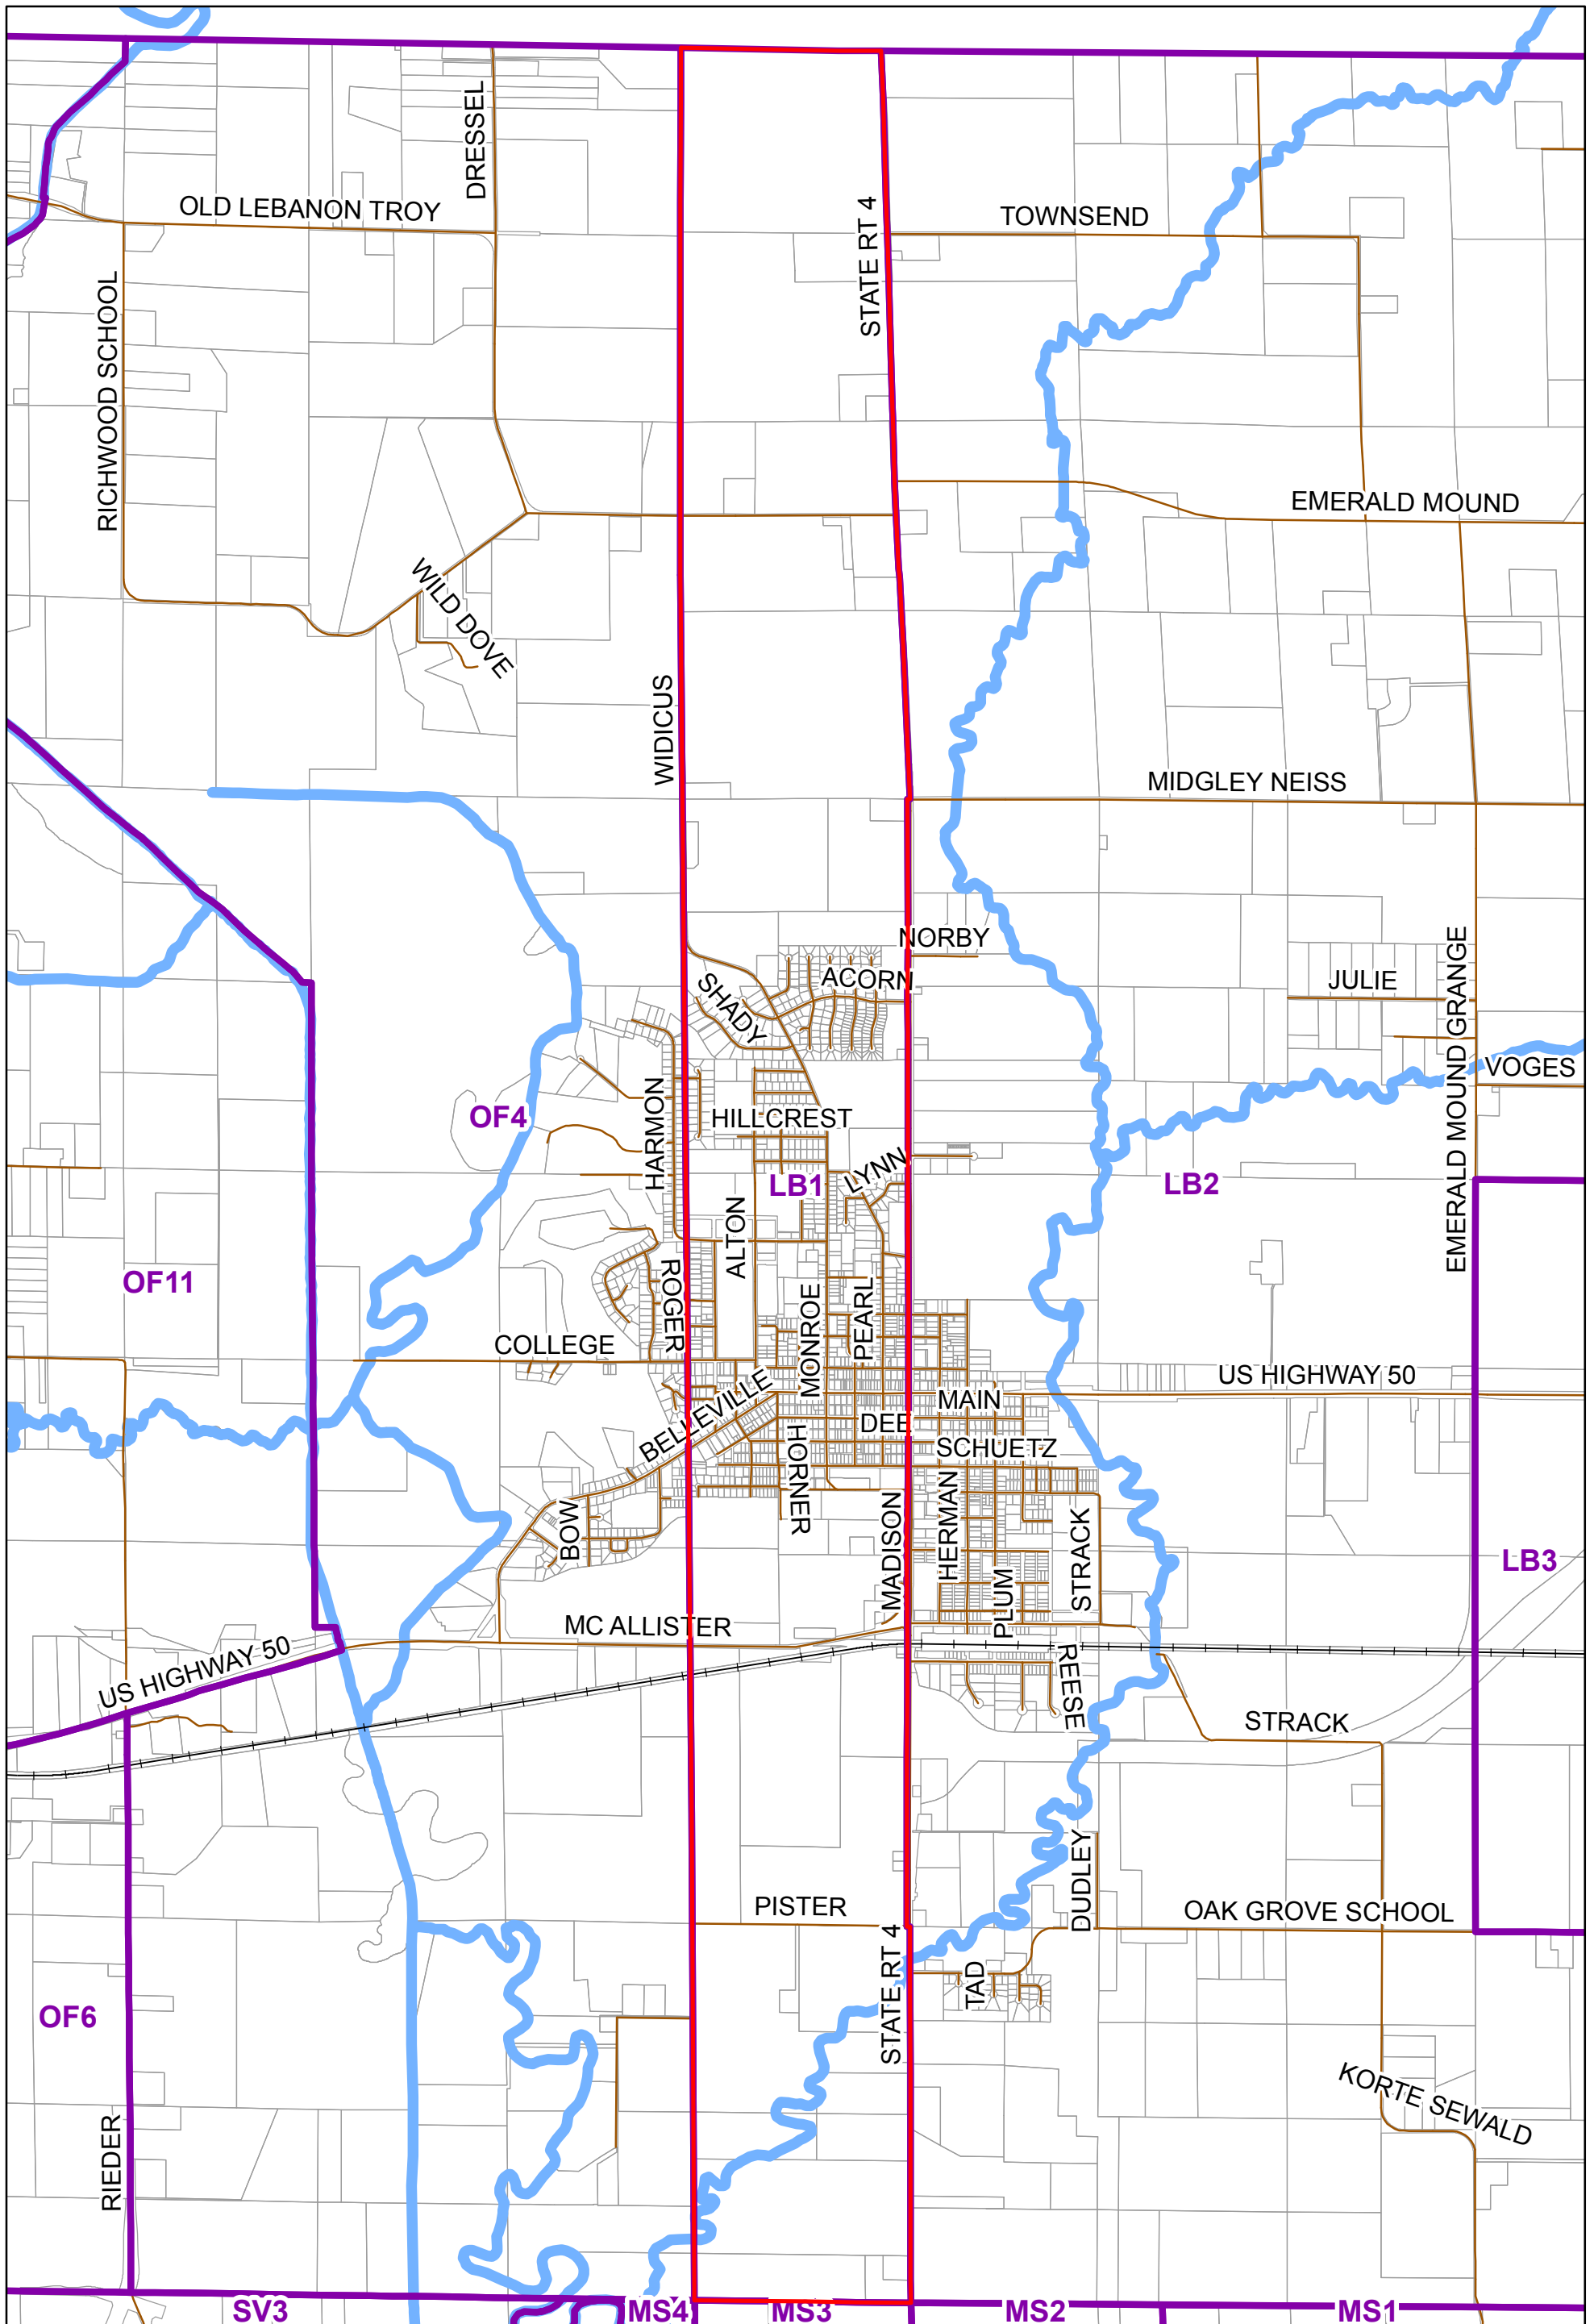 DRESSEL
OLD LEBANON TROY
STATE RT 4
TOWNSEND
RICHWOOD SCHOOL
EMERALD MOUND
WILD DOVE
WIDICUS
MIDGLEY NEISS
NORBY
ACORN
SHADY
JULIE
EMERALD MOUND GRANGE
VOGES
OF4
HARMON
HILLCREST
LB1
LYNN
LB2
ALTON
OF11
ROGER
MONROE
PEARL
COLLEGE
US HIGHWAY 50
BELLEVILLE
MAIN
DEE
HORNER
SCHUETZ
BOW
MADISON
HERMAN
PLUM
STRACK
LB3
MC ALLISTER
US HIGHWAY 50
REESE
STRACK
DUDLEY
PISTER
OAK GROVE SCHOOL
STATE RT 4
TAD
OF6
KORTE SEWALD
RIEDER
SV3
MS4
MS3
MS2
MS1